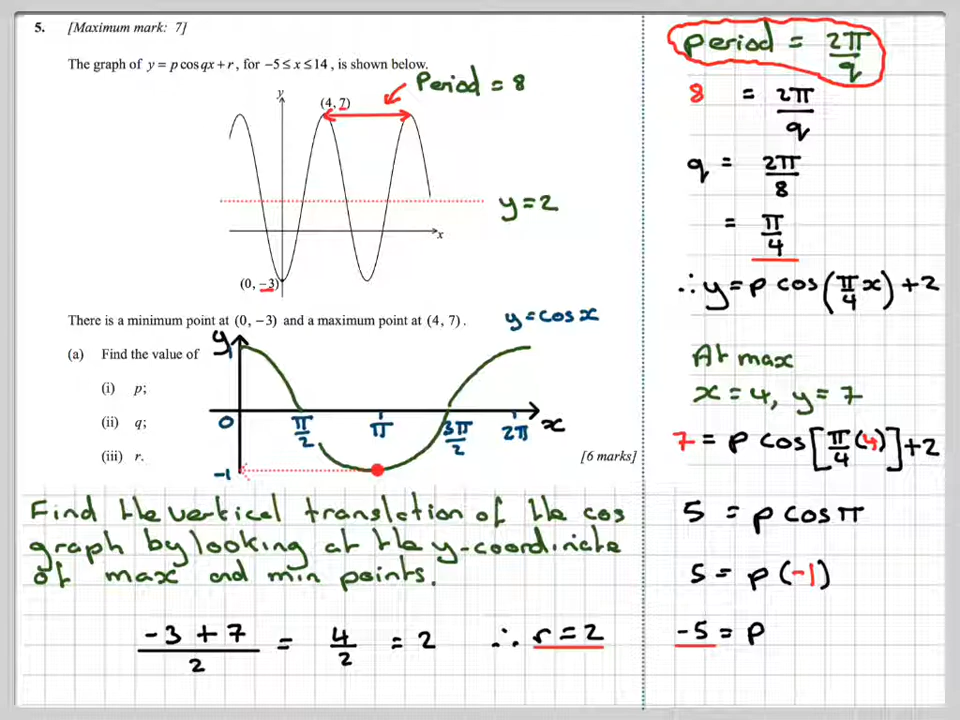 5. [Maximum mark: 7]
The graph of y = p cos qx + r, for −5 ≤ x ≤ 14, is shown below.
Period = 8
y
(4, 7)
y = 2
x
(0, −3)
There is a minimum point at (0, −3) and a maximum point at (4, 7).
y = cos x
(a) Find the value of
(i) p;
(ii) q;
(iii) r.
[6 marks]
y
1
0
π/2
π
3π/2
2π
x
-1
Find the vertical translation of the cos
graph by looking at the y-coordinate
of max and min points.
(-3 + 7)/2 = 4/2 = 2 ∴ r = 2
Period = 2π/q
8 = 2π/q
q = 2π/8
= π/4
∴ y = p cos(π/4 x) + 2
At max
x = 4, y = 7
7 = p cos[π/4 (4)] + 2
5 = p cos π
5 = p (-1)
-5 = p